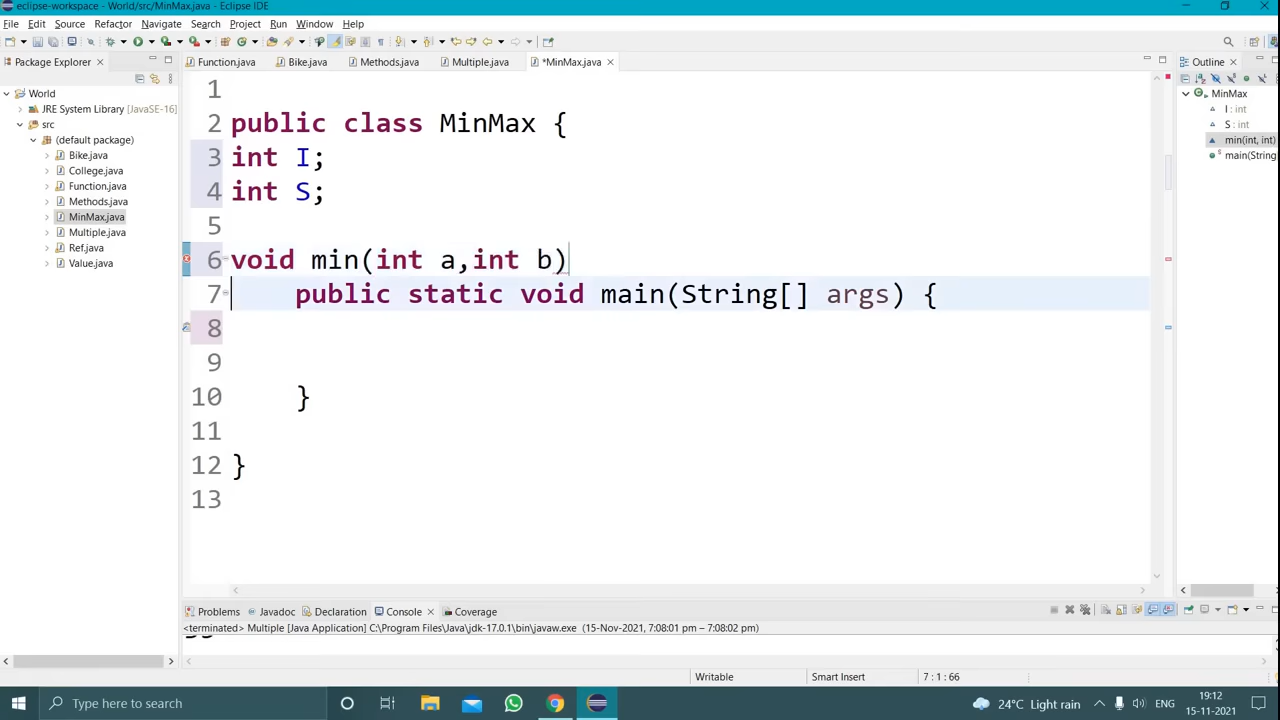 eclipse-workspace - World/src/MinMax.java - Eclipse IDE
File Edit Source Refactor Navigate Search Project Run Window Help
Package Explorer
Function.java Bike.java Methods.java Multiple.java *MinMax.java
Outline
World
JRE System Library [JavaSE-16]
src
(default package)
Bike.java
College.java
Function.java
Methods.java
MinMax.java
Multiple.java
Ref.java
Value.java
1
2 public class MinMax {
3 int I;
4 int S;
5
6 void min(int a,int b)
7 public static void main(String[] args) {
8
9
10 }
11
12 }
13
MinMax
I : int
S : int
min(int, int)
main(String
Problems Javadoc Declaration Console Coverage
<terminated> Multiple [Java Application] C:\Program Files\Java\jdk-17.0.1\bin\javaw.exe (15-Nov-2021, 7:08:01 pm – 7:08:02 pm)
Writable Smart Insert 7 : 1 : 66
Type here to search
24°C Light rain
ENG
19:12
15-11-2021